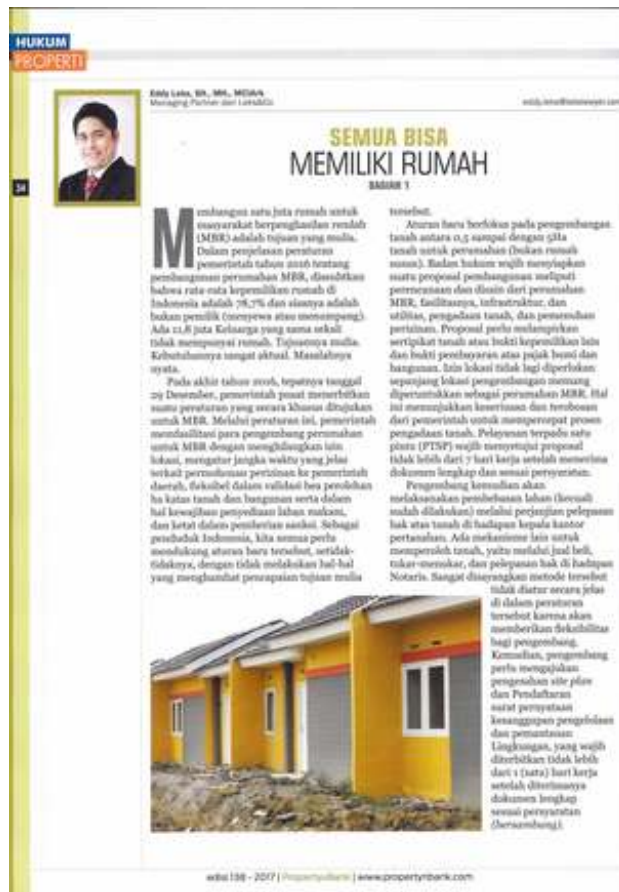 HUKUM
PROPERTI
Eddy Leks, SH., MH., MCIArb
Managing Partner dari Leks&Co
34
SEMUA BISA
MEMILIKI RUMAH
BAGIAN 1
Membangun satu juta rumah untuk
masyarakat berpenghasilan rendah
(MBR) adalah tujuan yang mulia.
Dalam penjelasan peraturan
pemerintah tahun 2016 tentang
pembangunan perumahan MBR, disebutkan
bahwa rata-rata kepemilikan rumah di
Indonesia adalah 78,7% dan sisanya adalah
bukan pemilik (menyewa atau menumpang).
Ada 11,8 juta Keluarga yang sama sekali
tidak mempunyai rumah. Tujuannya mulia.
Kebutuhannya sangat aktual. Masalahnya
nyata.
Pada akhir tahun 2016, tepatnya tanggal
29 Desember, pemerintah pusat menerbitkan
suatu peraturan yang secara khusus ditujukan
untuk MBR. Melalui peraturan ini, pemerintah
memfasilitasi para pengembang perumahan
untuk MBR dengan menghilangkan izin
lokasi, mengatur jangka waktu yang jelas
terkait permohonan perizinan ke pemerintah
daerah, fleksibel dalam validasi bea perolehan
ha katas tanah dan bangunan serta dalam
hal kewajiban penyediaan lahan makam,
dan ketat dalam pemberian sanksi. Sebagai
penduduk Indonesia, kita semua perlu
mendukung aturan baru tersebut, setidak-
tidaknya, dengan tidak melakukan hal-hal
yang menghambat pencapaian tujuan mulia
tersebut.
Aturan baru berfokus pada pengembangan
tanah antara 0,5 sampai dengan 5Ha
tanah untuk perumahan (bukan rumah
susun). Badan hukum wajib menyiapkan
suatu proposal pembangunan meliputi
perencanaan dan disain dari perumahan
MBR, fasilitasnya, infrastruktur, dan
utilitas, pengadaan tanah, dan pemenuhan
perizinan. Proposal perlu melampirkan
sertipikat tanah atau bukti kepemilikan lain
dan bukti pembayaran atas pajak bumi dan
bangunan. Izin lokasi tidak lagi diperlukan
sepanjang lokasi pengembangan memang
diperuntukkan sebagai perumahan MBR. Hal
ini menunjukkan keseriusan dan terobosan
dari pemerintah untuk mempercepat proses
pengadaan tanah. Pelayanan terpadu satu
pintu (PTSP) wajib menyetujui proposal
tidak lebih dari 7 hari kerja setelah menerima
dokumen lengkap dan sesuai persyaratan.
Pengembang kemudian akan
melaksanakan pembebasan lahan (kecuali
sudah dilakukan) melalui perjanjian pelepasan
hak atas tanah di hadapan kepala kantor
pertanahan. Ada mekanisme lain untuk
memperoleh tanah, yaitu melalui jual beli,
tukar-menukar, dan pelepasan hak di hadapan
Notaris. Sangat disayangkan metode tersebut
tidak diatur secara jelas
di dalam peraturan
tersebut karena akan
memberikan fleksibilitas
bagi pengembang.
Kemudian, pengembang
perlu mengajukan
pengesahan site plan
dan Pendaftaran
surat pernyataan
kesanggupan pengelolaan
dan pemantauan
Lingkungan, yang wajib
diterbitkan tidak lebih
dari 1 (satu) hari kerja
setelah diterimanya
dokumen lengkap
sesuai persyaratan
(bersambung).
edisi 138 - 2017 | Property&Bank | www.propertynbank.com